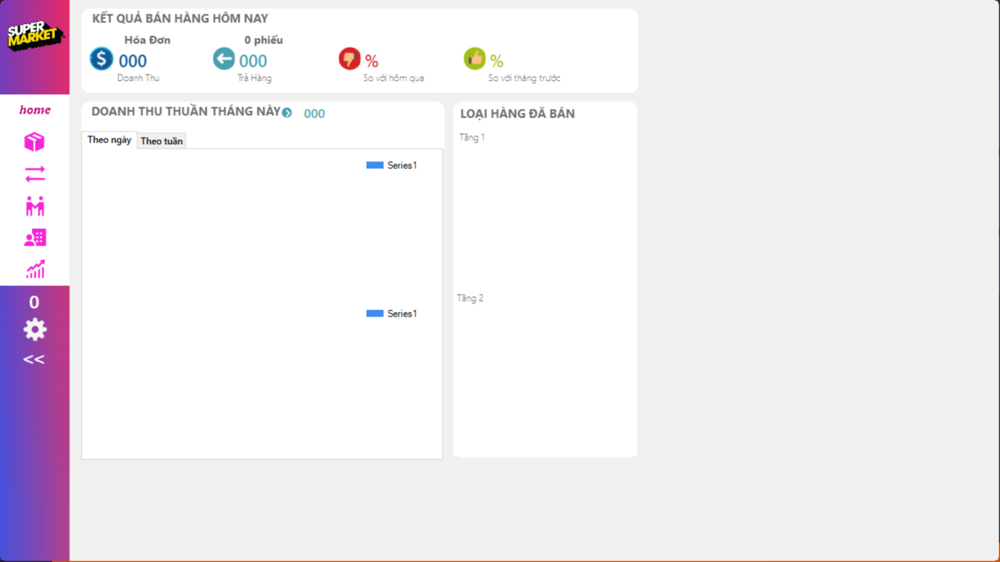 SUPER
MARKET
home
0
<<
KẾT QUẢ BÁN HÀNG HÔM NAY
Hóa Đơn
000
Doanh Thu
0 phiếu
000
Trả Hàng
%
So với hôm qua
%
So với tháng trước
DOANH THU THUẦN THÁNG NÀY 000
Theo ngày
Theo tuần
Series1
Series1
LOẠI HÀNG ĐÃ BÁN
Tầng 1
Tầng 2